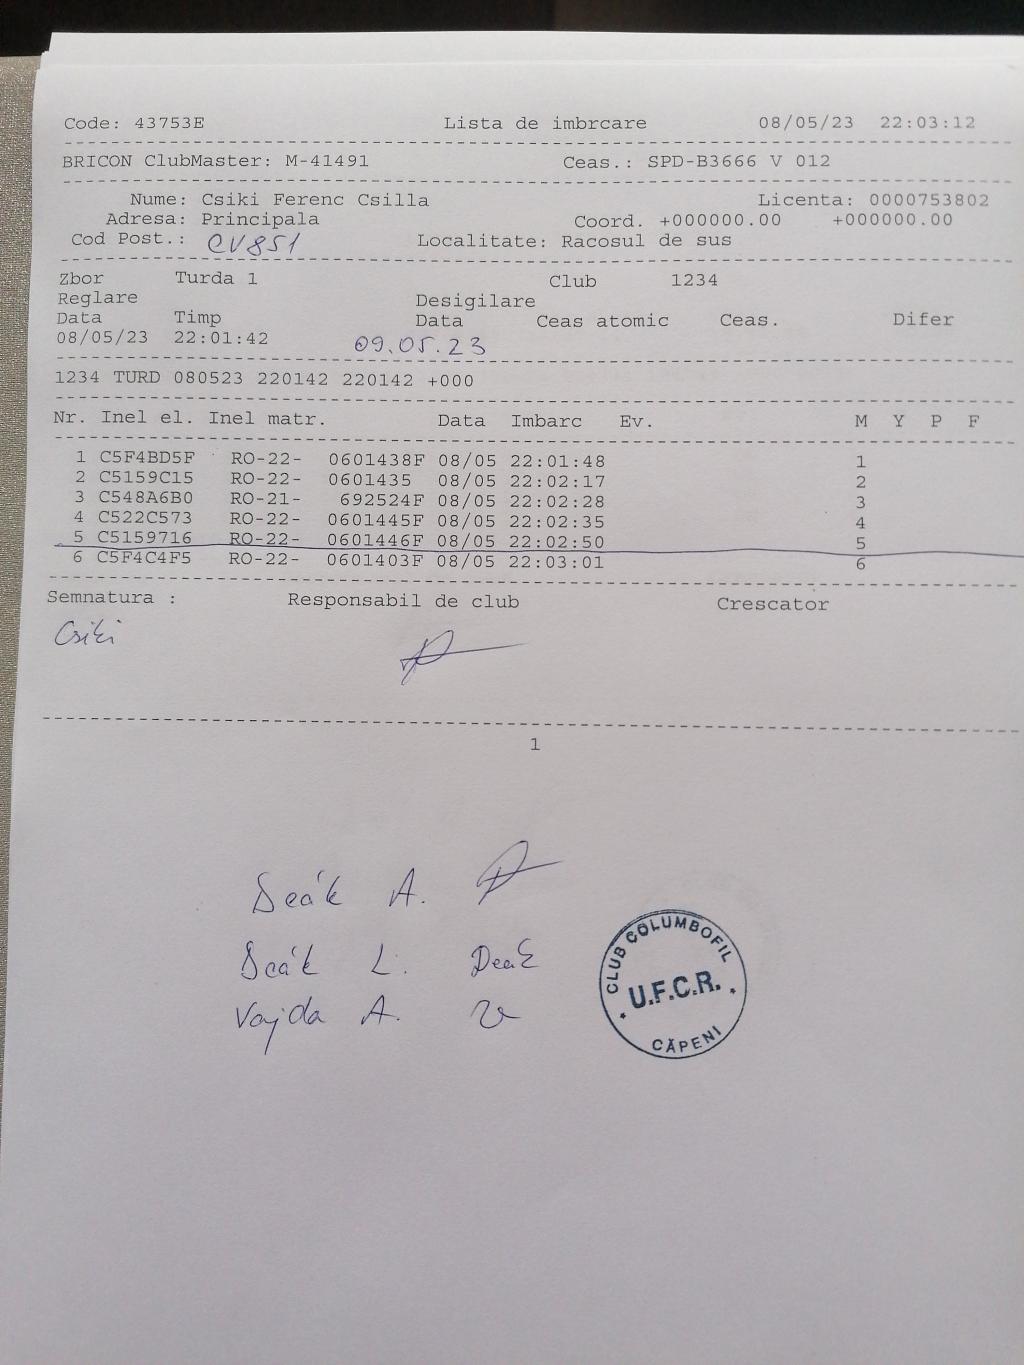 Code: 43753E Lista de imbrcare 08/05/23 22:03:12
BRICON ClubMaster: M-41491 Ceas.: SPD-B3666 V 012
Nume: Csiki Ferenc Csilla Licenta: 0000753802
Adresa: Principala Coord. +000000.00 +000000.00
Cod Post.: CV851 Localitate: Racosul de sus
Zbor Turda 1 Club 1234
Reglare Desigilare
Data Timp Data Ceas atomic Ceas. Difer
08/05/23 22:01:42 09.05.23
1234 TURD 080523 220142 220142 +000
Nr. Inel el. Inel matr. Data Imbarc Ev. M Y P F
1 C5F4BD5F RO-22- 0601438F 08/05 22:01:48 1
2 C5159C15 RO-22- 0601435 08/05 22:02:17 2
3 C548A6B0 RO-21- 692524F 08/05 22:02:28 3
4 C522C573 RO-22- 0601445F 08/05 22:02:35 4
5 C5159716 RO-22- 0601446F 08/05 22:02:50 5
6 C5F4C4F5 RO-22- 0601403F 08/05 22:03:01 6
Semnatura : Responsabil de club Crescator
Csiki
1
Deák A.
Deák L. Deák
Vajda A.
CLUB COLUMBOFIL
U.F.C.R.
CĂPENI